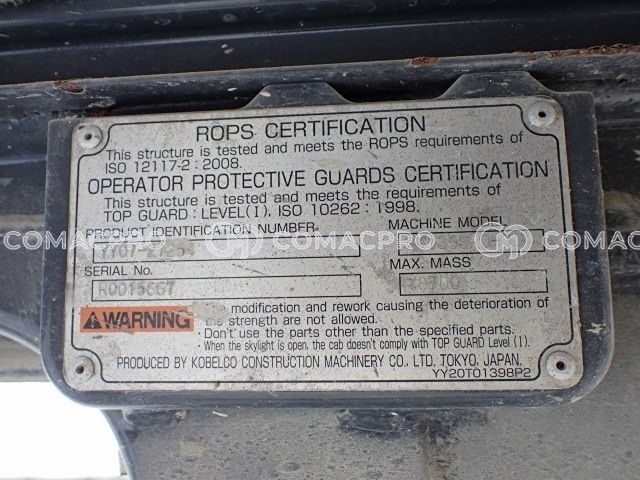 ROPS CERTIFICATION
This structure is tested and meets the ROPS requirements of
ISO 12117-2 : 2008.
OPERATOR PROTECTIVE GUARDS CERTIFICATION
This structure is tested and meets the requirements of
TOP GUARD : LEVEL(I), ISO 10262 : 1998.
PRODUCT IDENTIFICATION NUMBER
MACHINE MODEL
COMACPRO COMACPRO
SERIAL No.
MAX. MASS
R0015667
WARNING
modification and rework causing the deterioration of
the strength are not allowed.
Don't use the parts other than the specified parts.
When the skylight is open, the cab doesn't comply with TOP GUARD Level (I).
PRODUCED BY KOBELCO CONSTRUCTION MACHINERY CO., LTD. TOKYO, JAPAN.
YY20T01398P2